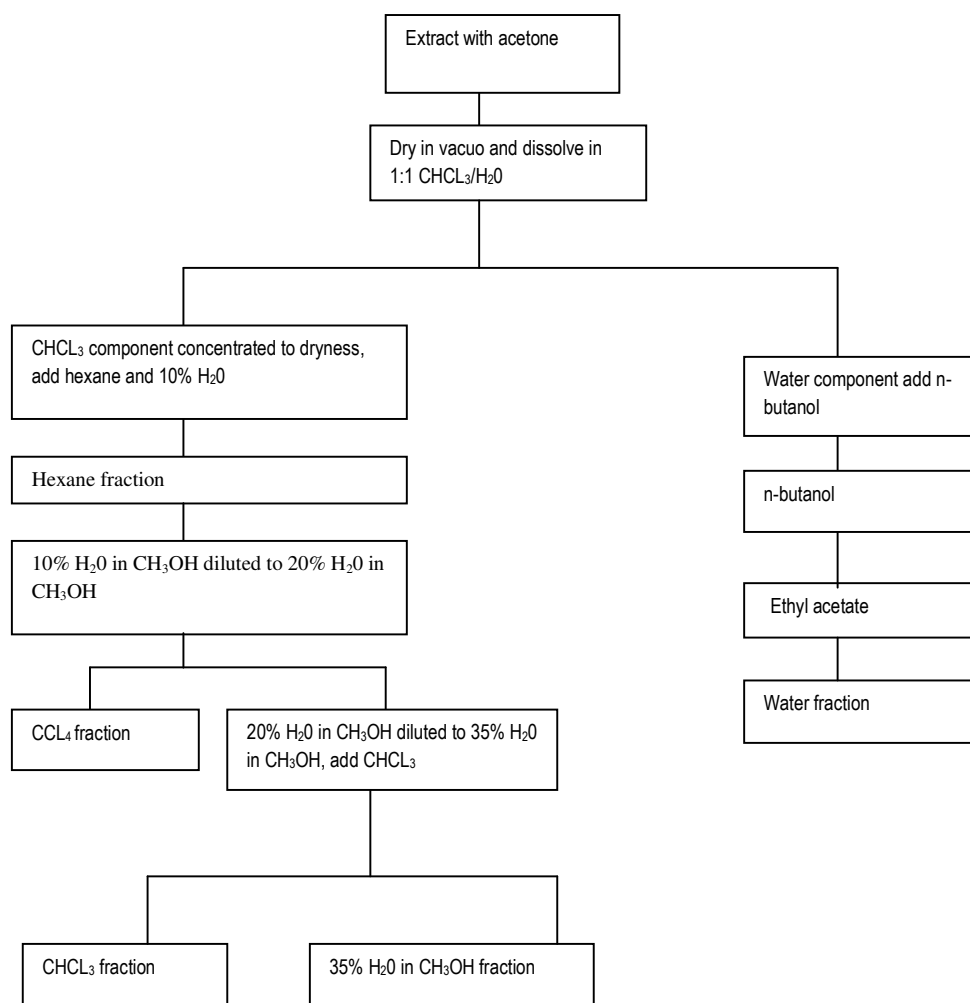 Extract with acetone
Dry in vacuo and dissolve in
1:1 CHCL₃/H₂0
CHCL₃ component concentrated to dryness,
add hexane and 10% H₂0
Hexane fraction
10% H₂0 in CH₃OH diluted to 20% H₂0 in
CH₃OH
CCL₄ fraction
20% H₂0 in CH₃OH diluted to 35% H₂0
in CH₃OH, add CHCL₃
CHCL₃ fraction
35% H₂0 in CH₃OH fraction
Water component add n-
butanol
n-butanol
Ethyl acetate
Water fraction